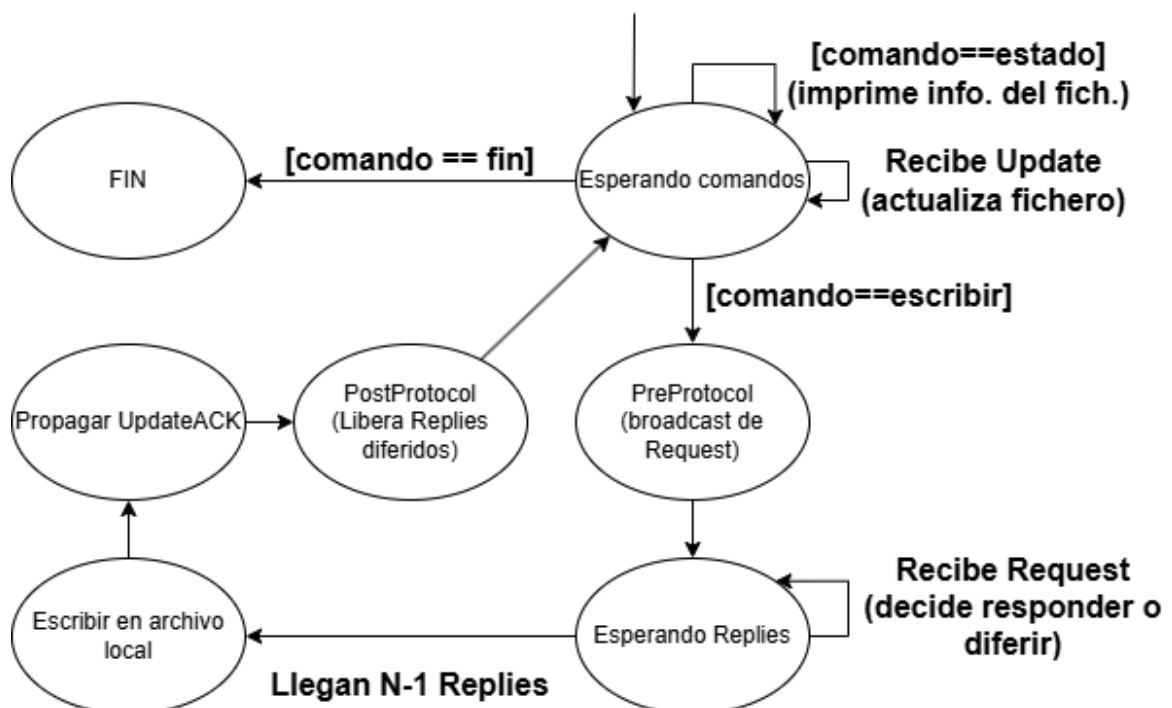 [comando==estado]
(imprime info. del fich.)
FIN
[comando == fin]
Esperando comandos
Recibe Update
(actualiza fichero)
[comando==escribir]
Propagar UpdateACK
PostProtocol
(Libera Replies
diferidos)
PreProtocol
(broadcast de
Request)
Escribir en archivo
local
Llegan N-1 Replies
Esperando Replies
Recibe Request
(decide responder o
diferir)